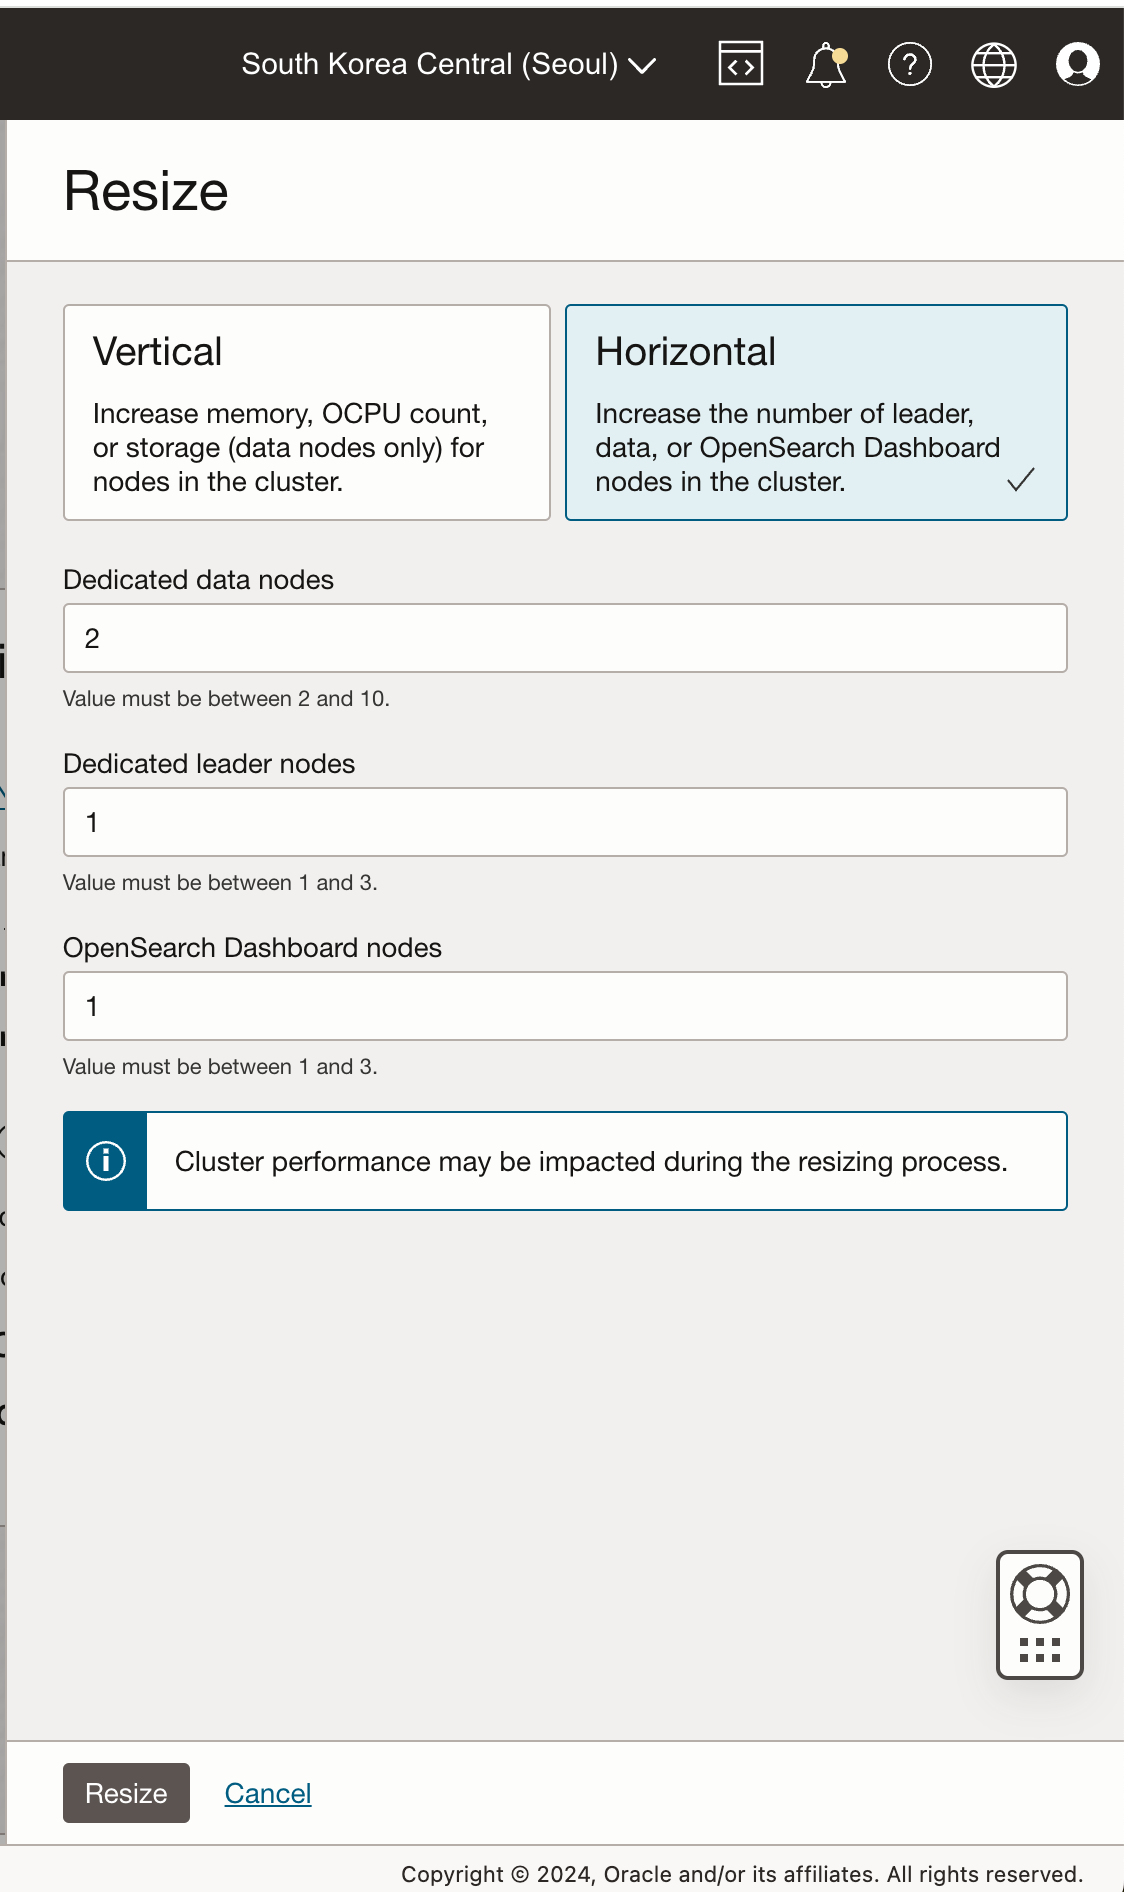 South Korea Central (Seoul)
Resize
Vertical
Increase memory, OCPU count,
or storage (data nodes only) for
nodes in the cluster.
Horizontal
Increase the number of leader,
data, or OpenSearch Dashboard
nodes in the cluster.
Dedicated data nodes
2
Value must be between 2 and 10.
Dedicated leader nodes
1
Value must be between 1 and 3.
OpenSearch Dashboard nodes
1
Value must be between 1 and 3.
Cluster performance may be impacted during the resizing process.
Resize
Cancel
Copyright © 2024, Oracle and/or its affiliates. All rights reserved.